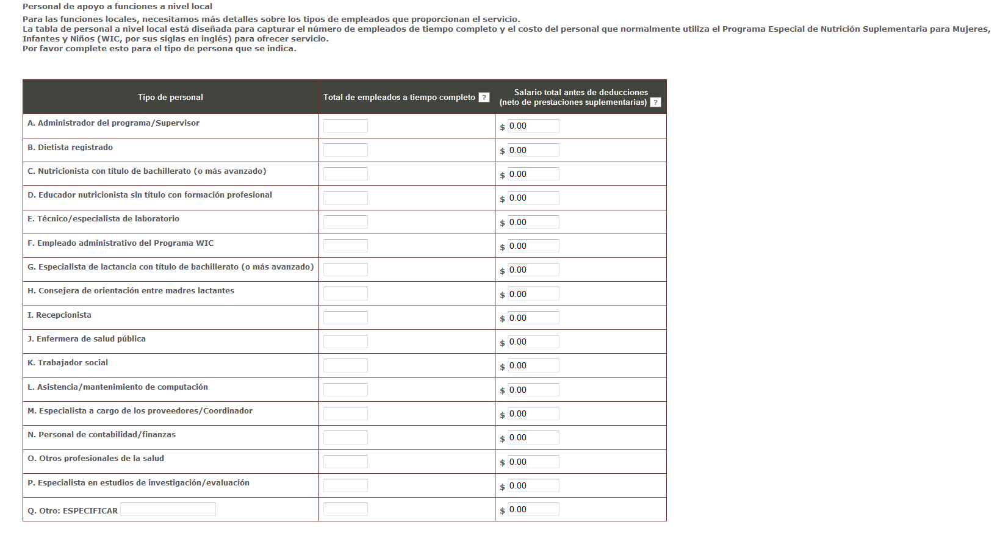 Personal de apoyo a funciones a nivel local
Para las funciones locales, necesitamos más detalles sobre los tipos de empleados que proporcionan el servicio.
La tabla de personal a nivel local está diseñada para capturar el número de empleados de tiempo completo y el costo del personal que normalmente utiliza el Programa Especial de Nutrición Suplementaria para Mujeres,
Infantes y Niños (WIC, por sus siglas en inglés) para ofrecer servicio.
Por favor complete esto para el tipo de persona que se indica.
Tipo de personal
Total de empleados a tiempo completo ?
Salario total antes de deducciones
(neto de prestaciones suplementarias) ?
A. Administrador del programa/Supervisor $ 0.00
B. Dietista registrado $ 0.00
C. Nutricionista con título de bachillerato (o más avanzado) $ 0.00
D. Educador nutricionista sin título con formación profesional $ 0.00
E. Técnico/especialista de laboratorio $ 0.00
F. Empleado administrativo del Programa WIC $ 0.00
G. Especialista de lactancia con título de bachillerato (o más avanzado) $ 0.00
H. Consejera de orientación entre madres lactantes $ 0.00
I. Recepcionista $ 0.00
J. Enfermera de salud pública $ 0.00
K. Trabajador social $ 0.00
L. Asistencia/mantenimiento de computación $ 0.00
M. Especialista a cargo de los proveedores/Coordinador $ 0.00
N. Personal de contabilidad/finanzas $ 0.00
O. Otros profesionales de la salud $ 0.00
P. Especialista en estudios de investigación/evaluación $ 0.00
Q. Otro: ESPECIFICAR $ 0.00